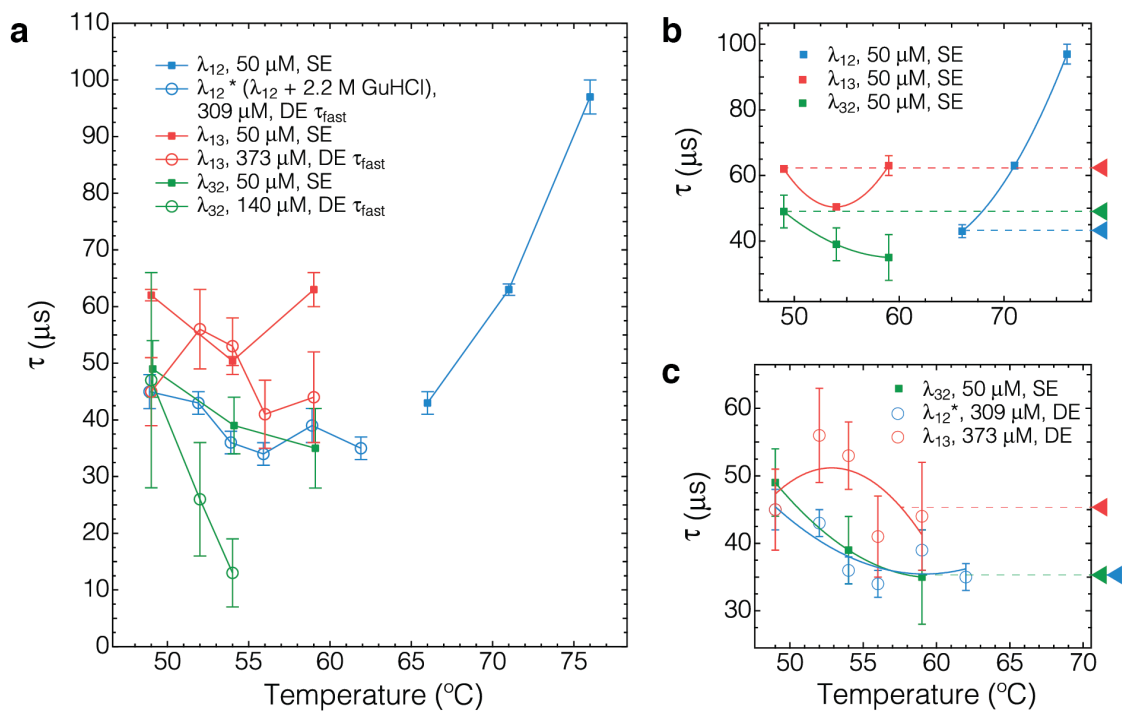 a
110
100
90
80
70
60
50
40
30
20
10
0
τ (μs)
λ12, 50 μM, SE
λ12* (λ12 + 2.2 M GuHCl),
309 μM, DE τfast
λ13, 50 μM, SE
λ13, 373 μM, DE τfast
λ32, 50 μM, SE
λ32, 140 μM, DE τfast
50 55 60 65 70 75
Temperature (ºC)
b
100
80
60
40
τ (μs)
λ12, 50 μM, SE
λ13, 50 μM, SE
λ32, 50 μM, SE
50 60 70
c
60
50
40
30
τ (μs)
λ32, 50 μM, SE
λ12*, 309 μM, DE
λ13, 373 μM, DE
50 55 60 65 70
Temperature (ºC)